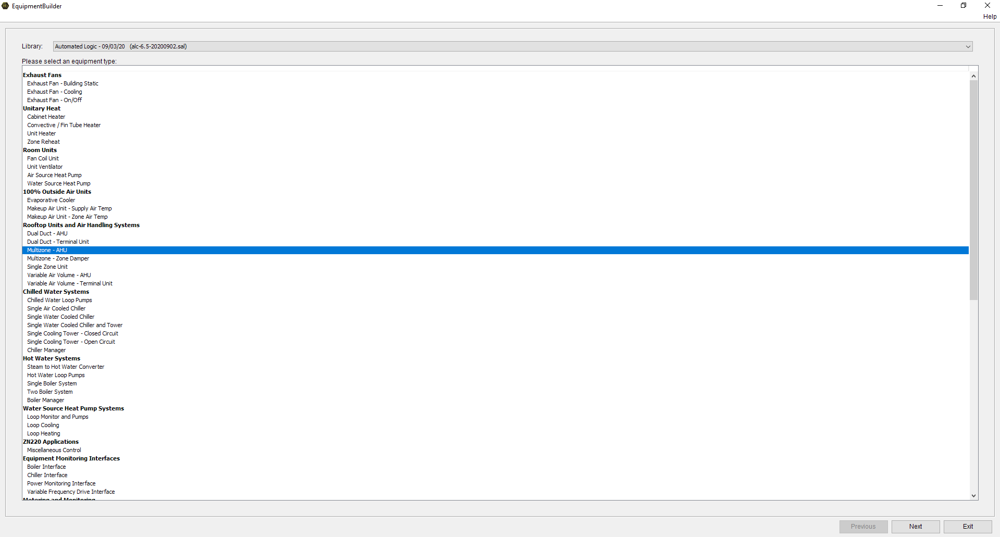 EquipmentBuilder
Help
Library: Automated Logic - 09/03/20 (alc-6.5-20200902.sal)
Please select an equipment type:
Exhaust Fans
Exhaust Fan - Building Static
Exhaust Fan - Cooling
Exhaust Fan - On/Off
Unitary Heat
Cabinet Heater
Convective / Fin Tube Heater
Unit Heater
Zone Reheat
Room Units
Fan Coil Unit
Unit Ventilator
Air Source Heat Pump
Water Source Heat Pump
100% Outside Air Units
Evaporative Cooler
Makeup Air Unit - Supply Air Temp
Makeup Air Unit - Zone Air Temp
Rooftop Units and Air Handling Systems
Dual Duct - AHU
Dual Duct - Terminal Unit
Multizone - AHU
Multizone - Zone Damper
Single Zone Unit
Variable Air Volume - AHU
Variable Air Volume - Terminal Unit
Chilled Water Systems
Chilled Water Loop Pumps
Single Air Cooled Chiller
Single Water Cooled Chiller
Single Water Cooled Chiller and Tower
Single Cooling Tower - Closed Circuit
Single Cooling Tower - Open Circuit
Chiller Manager
Hot Water Systems
Steam to Hot Water Converter
Hot Water Loop Pumps
Single Boiler System
Two Boiler System
Boiler Manager
Water Source Heat Pump Systems
Loop Monitor and Pumps
Loop Cooling
Loop Heating
ZN220 Applications
Miscellaneous Control
Equipment Monitoring Interfaces
Boiler Interface
Chiller Interface
Power Monitoring Interface
Variable Frequency Drive Interface
Metering and Monitoring
Previous Next Exit